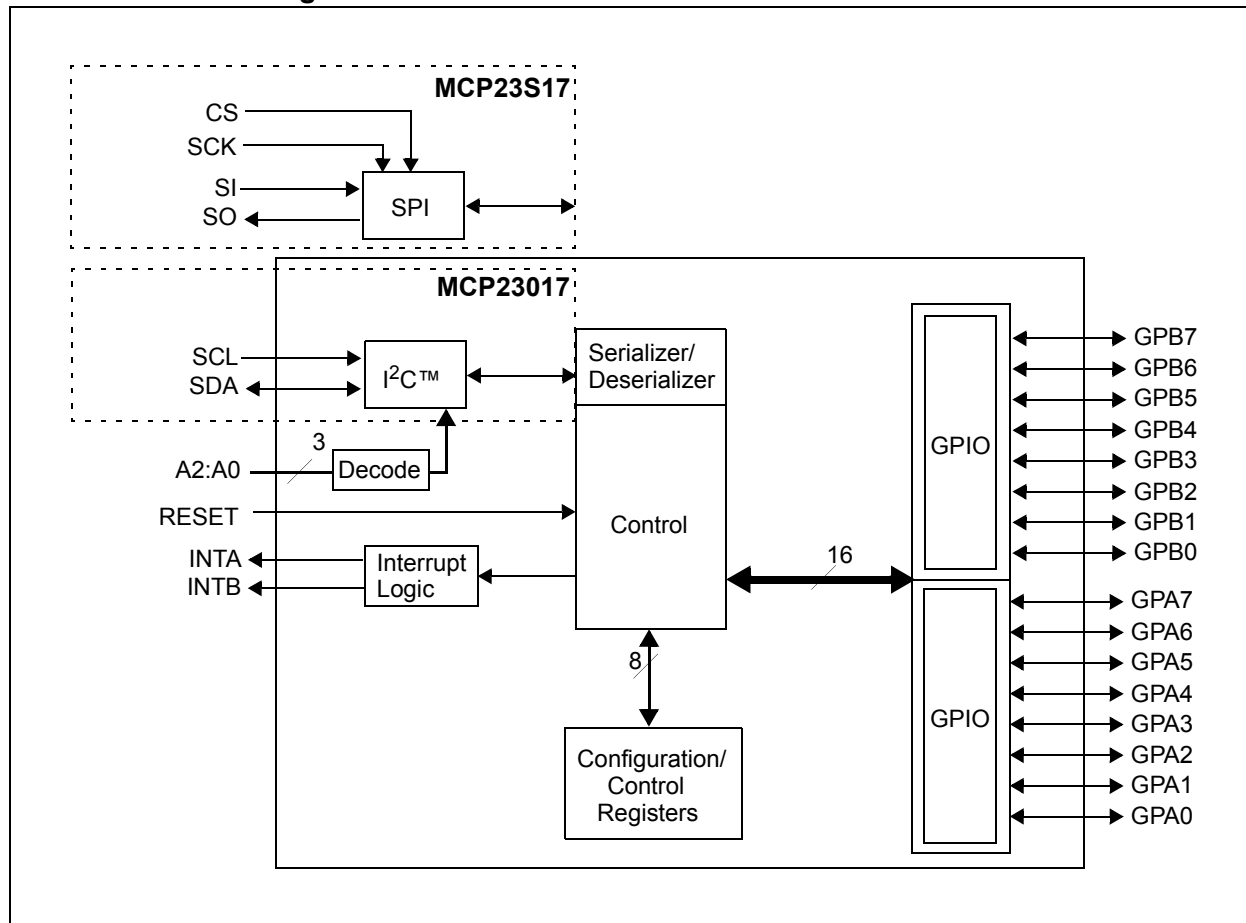 MCP23S17
CS
SCK
SI
SO
SPI
MCP23017
SCL
SDA
I²C™
Serializer/
Deserializer
A2:A0
3
Decode
RESET
Control
INTA
INTB
Interrupt
Logic
16
8
Configuration/
Control
Registers
GPIO
GPB7
GPB6
GPB5
GPB4
GPB3
GPB2
GPB1
GPB0
GPIO
GPA7
GPA6
GPA5
GPA4
GPA3
GPA2
GPA1
GPA0